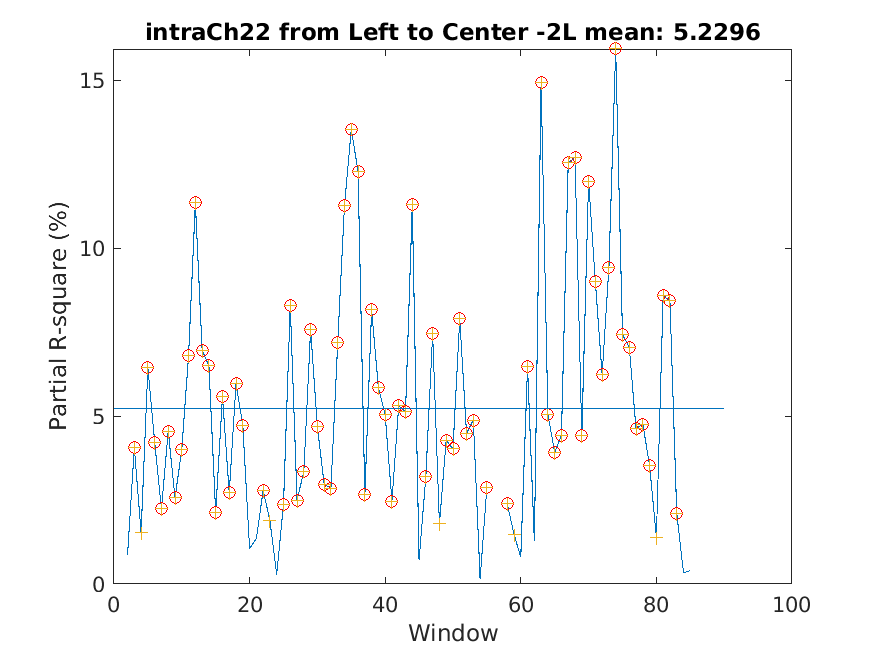 intraCh22 from Left to Center -2L mean: 5.2296
15
10
5
0
Partial R-square (%)
0 20 40 60 80 100
Window